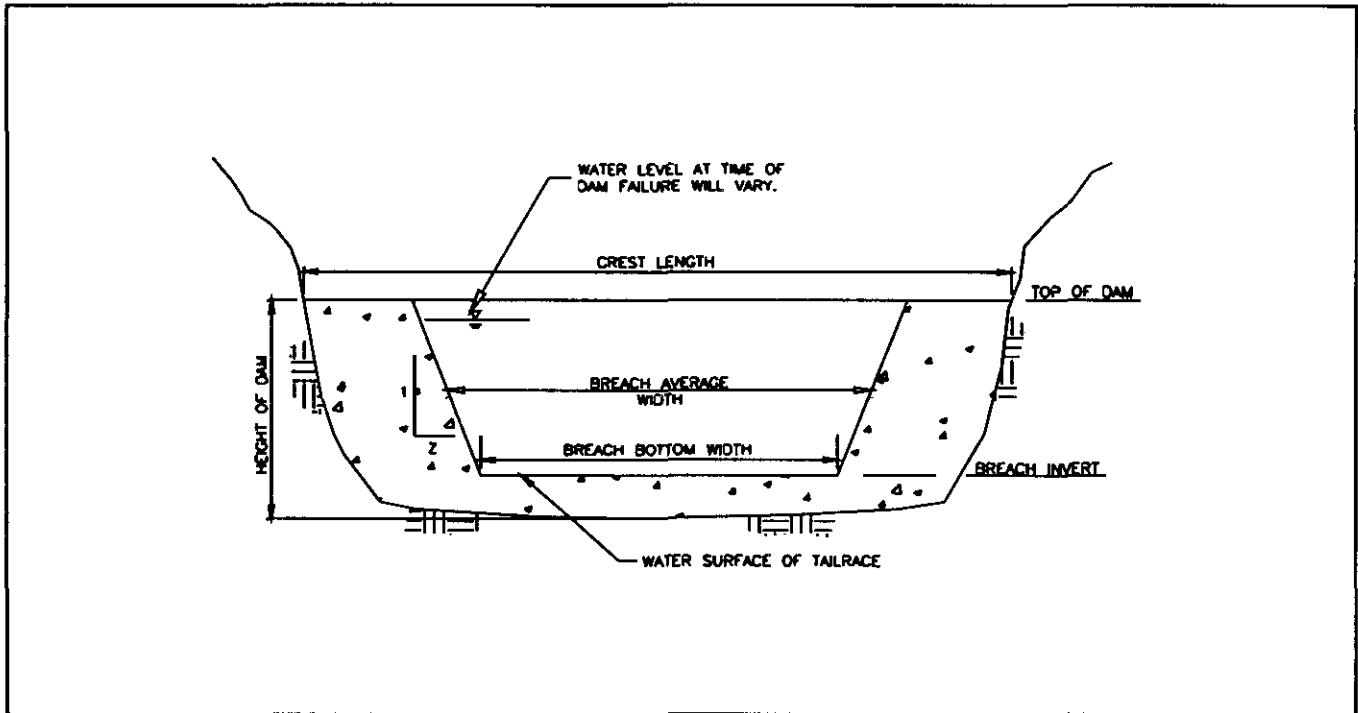 WATER LEVEL AT TIME OF
DAM FAILURE WILL VARY.
CREST LENGTH
TOP OF DAM
HEIGHT OF DAM
BREACH AVERAGE
WIDTH
1
Z
BREACH BOTTOM WIDTH
BREACH INVERT
WATER SURFACE OF TAILRACE